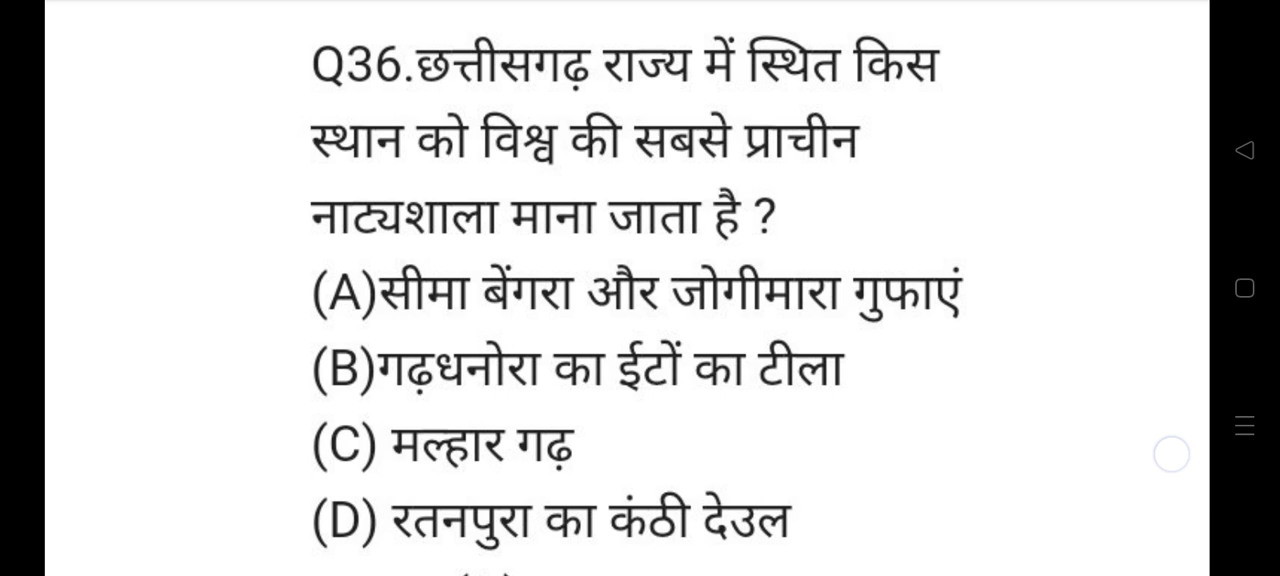 Q36.छत्तीसगढ़ राज्य में स्थित किस
स्थान को विश्व की सबसे प्राचीन
नाट्यशाला माना जाता है ?
(A)सीमा बेंगरा और जोगीमारा गुफाएं
(B)गढ़धनोरा का ईटों का टीला
(C) मल्हार गढ़
(D) रतनपुरा का कंठी देउल